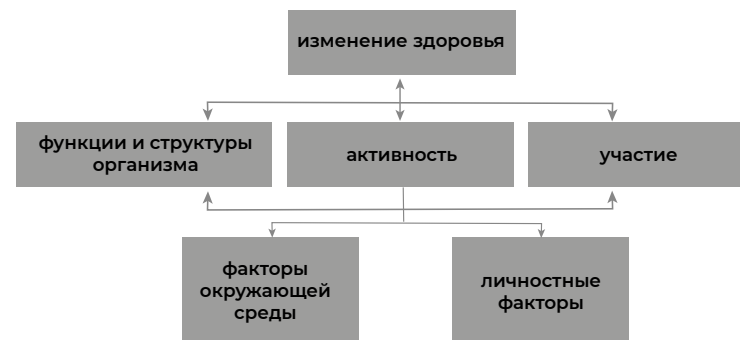 изменение здоровья
функции и структуры
организма
активность
участие
факторы
окружающей
среды
личностные
факторы